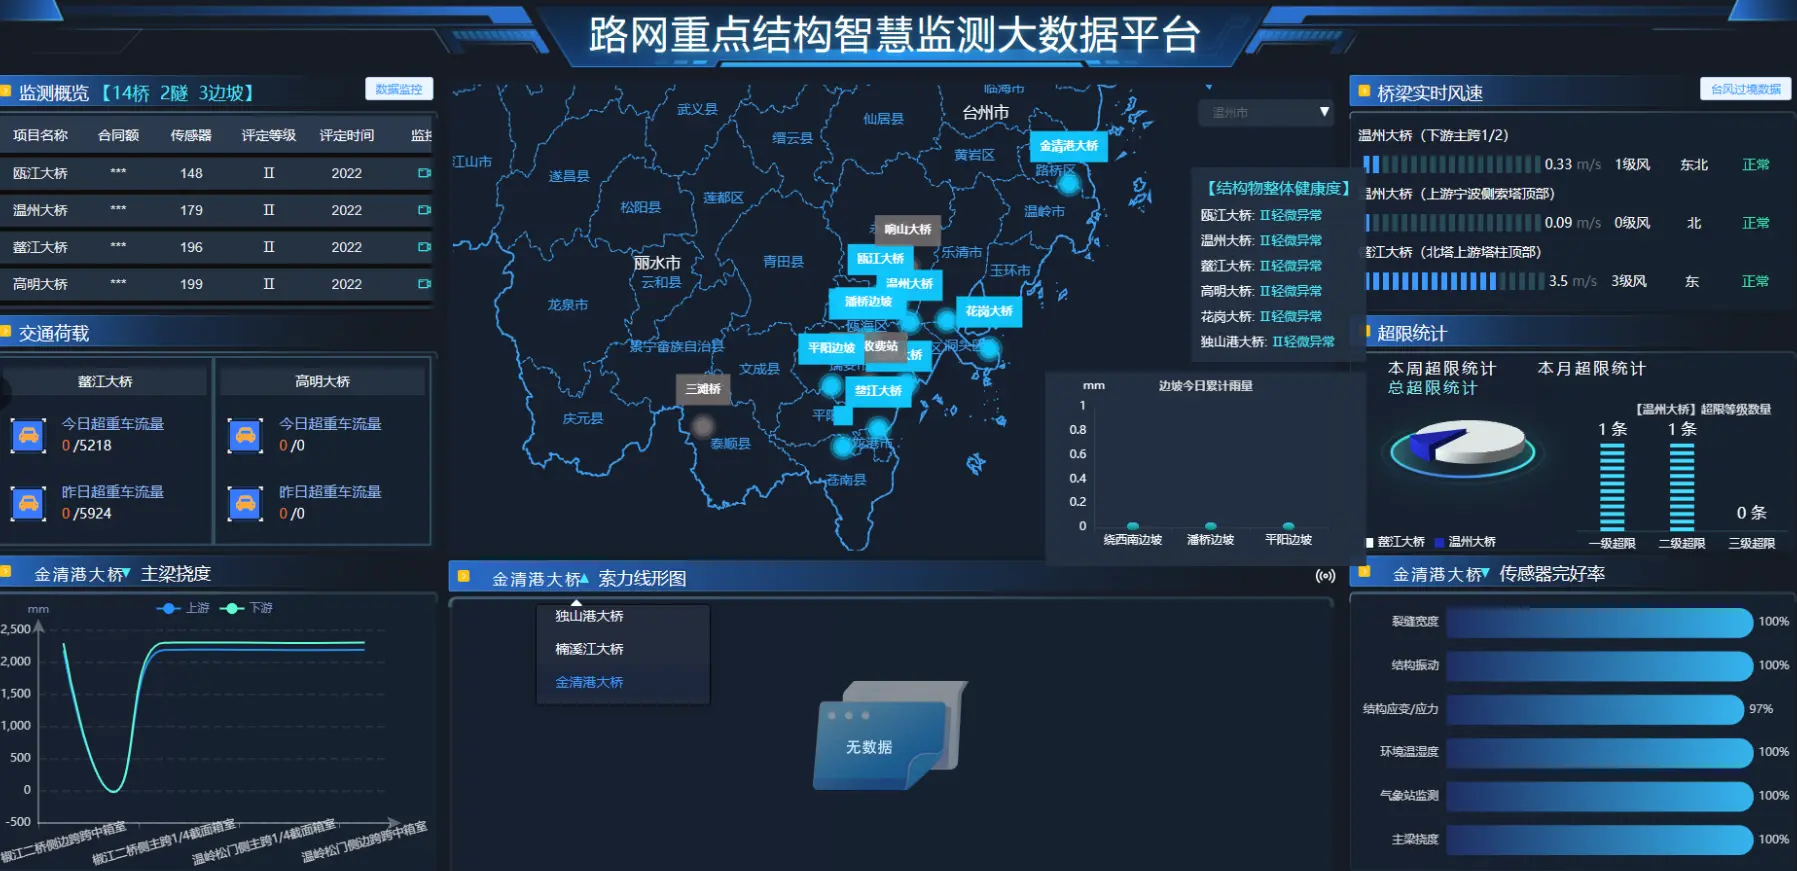 路网重点结构智慧监测大数据平台
监测概览 【14桥 2隧 3边坡】
数据监控
项目名称 合同额 传感器 评定等级 评定时间 监控
瓯江大桥 *** 148 Ⅱ 2022
温州大桥 *** 179 Ⅱ 2022
鳌江大桥 *** 196 Ⅱ 2022
高明大桥 *** 199 Ⅱ 2022
交通荷载
鳌江大桥
今日超重车流量
0 /5218
昨日超重车流量
0 /5924
高明大桥
今日超重车流量
0 /0
昨日超重车流量
0 /0
金清港大桥 主梁挠度
mm
上游 下游
2,500
2,000
1,500
1,000
500
0
-500
椒江二桥侧边跨跨中箱室
椒江二桥侧主跨1/4截面箱室
温岭松门侧主跨1/4截面箱室
温岭松门侧边跨跨中箱室
临海市
武义县
仙居县
台州市
缙云县
金清港大桥
江山市
黄岩区
路桥区
遂昌县
莲都区
松阳县
温岭市
响山大桥
乐清市
瓯江大桥
丽水市
青田县
玉环市
云和县
温州大桥
潘桥边坡
龙泉市
花岗大桥
瓯海区
景宁畲族自治县
平阳边坡
收费站
大桥
区
洞头区
瑞安市
文成县
三滩桥
鳌江大桥
平阳
庆元县
泰顺县
龙港市
苍南县
温州市
【结构物整体健康度】
瓯江大桥: Ⅱ轻微异常
温州大桥: Ⅱ轻微异常
鳌江大桥: Ⅱ轻微异常
高明大桥: Ⅱ轻微异常
花岗大桥: Ⅱ轻微异常
独山港大桥: Ⅱ轻微异常
mm
边坡今日累计雨量
1
0.8
0.6
0.4
0.2
0
绕西南边坡 潘桥边坡 平阳边坡
金清港大桥 索力线形图
独山港大桥
楠溪江大桥
金清港大桥
无数据
桥梁实时风速
台风过境数据
温州大桥（下游主跨1/2）
0.33 m/s 1级风 东北 正常
温州大桥（上游宁波侧索塔顶部）
0.09 m/s 0级风 北 正常
鳌江大桥（北塔上游塔柱顶部）
3.5 m/s 3级风 东 正常
超限统计
本周超限统计 本月超限统计
总超限统计
【温州大桥】超限等级数量
1 条 1 条
0 条
鳌江大桥 温州大桥
一级超限 二级超限 三级超限
金清港大桥 传感器完好率
裂缝宽度 100%
结构振动 100%
结构应变/应力 97%
环境温湿度 100%
气象站监测 100%
主梁挠度 100%